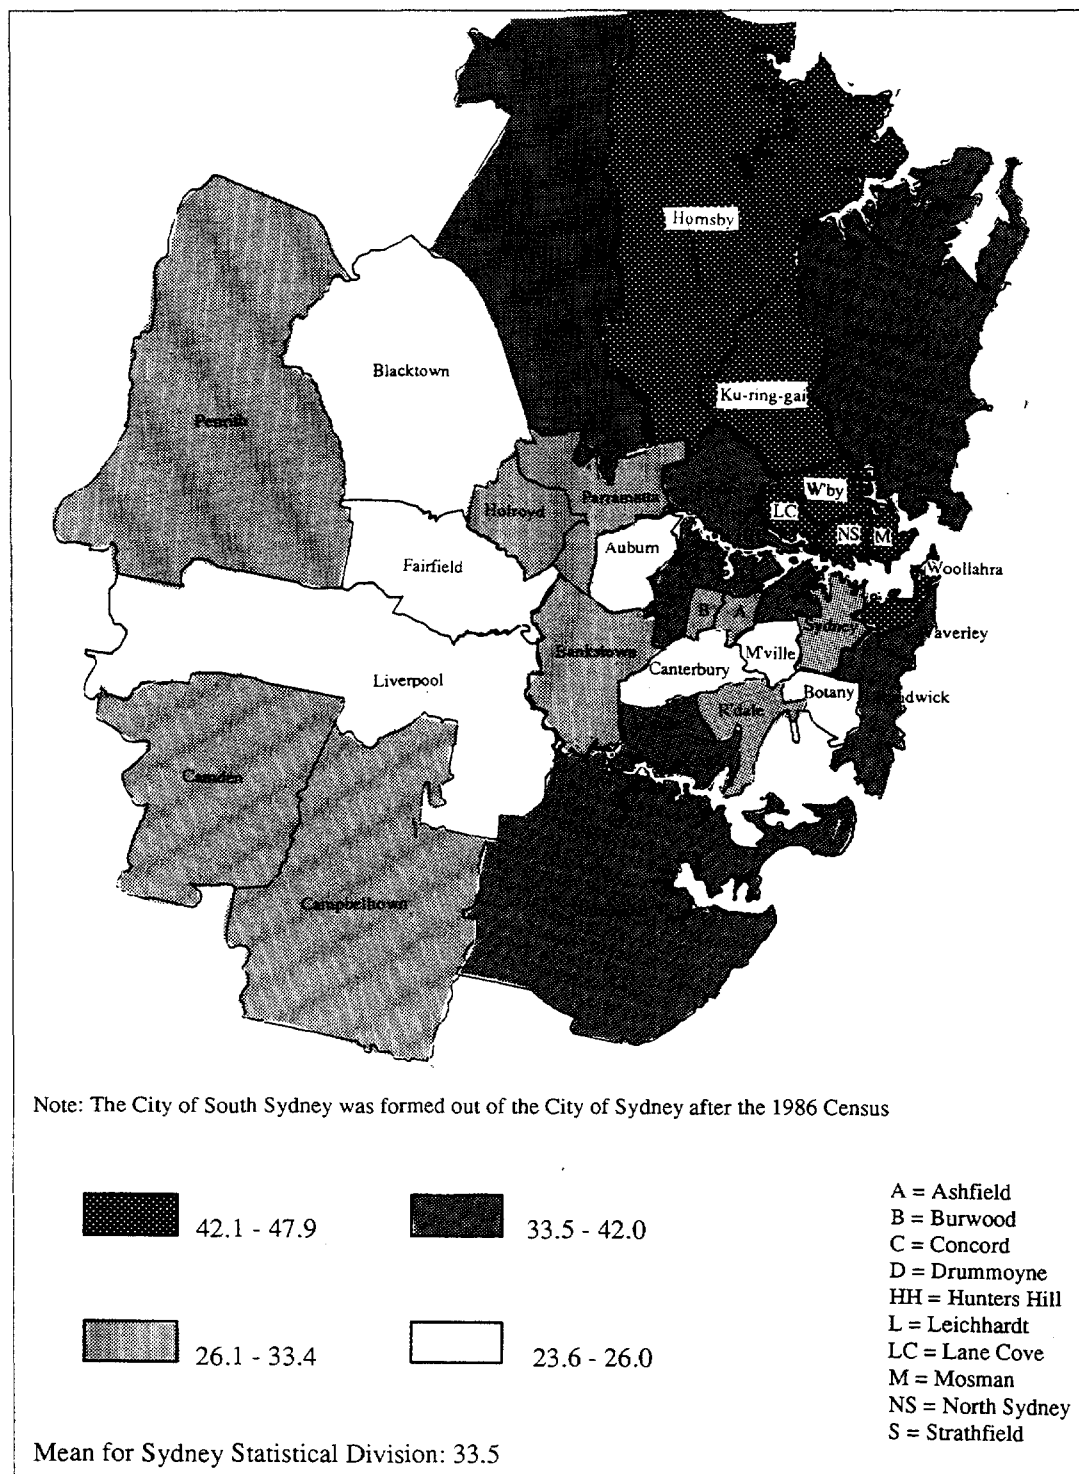 Hornsby
Ku-ring-gai
Blacktown
Penrith
W'by
LC
Parramatta
Holroyd
NS
M
Auburn
Fairfield
Woollahra
B
A
Sydney
averley
Bankstown
M'ville
Canterbury
Liverpool
Botany
ndwick
R'dale
Camden
Campbelltown
Note: The City of South Sydney was formed out of the City of Sydney after the 1986 Census
42.1 - 47.9
33.5 - 42.0
26.1 - 33.4
23.6 - 26.0
A = Ashfield
B = Burwood
C = Concord
D = Drummoyne
HH = Hunters Hill
L = Leichhardt
LC = Lane Cove
M = Mosman
NS = North Sydney
S = Strathfield
Mean for Sydney Statistical Division: 33.5